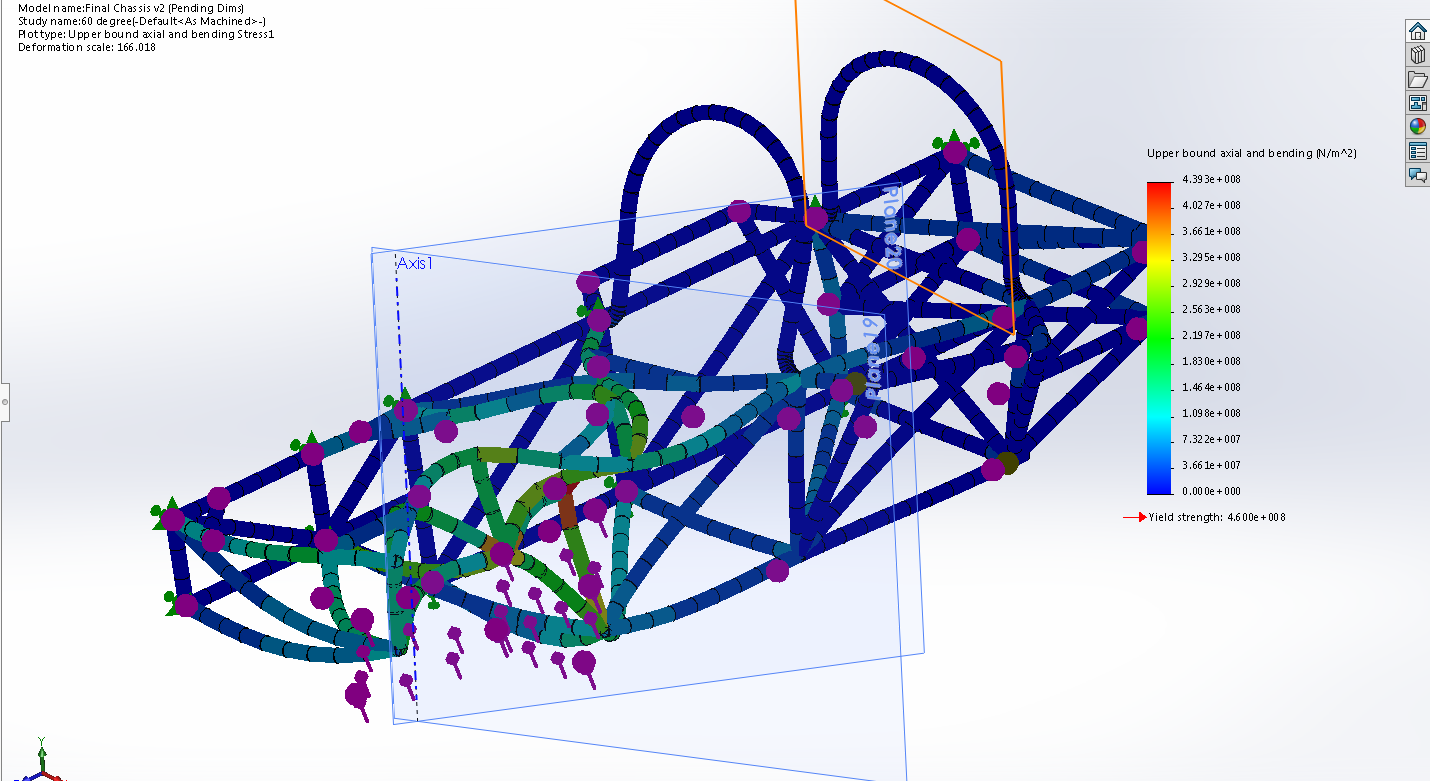 Model name:Final Chassis v2 (Pending Dims)
Study name:60 degree(-Default<As Machined>-)
Plot type: Upper bound axial and bending Stress1
Deformation scale: 166.018
Axis1
Plane20
Plane19
Upper bound axial and bending (N/m^2)
4.393e+008
4.027e+008
3.661e+008
3.295e+008
2.929e+008
2.563e+008
2.197e+008
1.830e+008
1.464e+008
1.098e+008
7.322e+007
3.661e+007
0.000e+000
Yield strength: 4.600e+008
Y